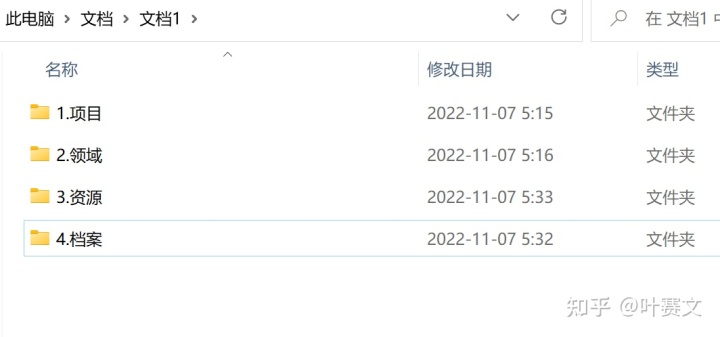 此电脑 > 文档 > 文档1 >
在 文档1 中
名称 修改日期 类型
1.项目 2022-11-07 5:15 文件夹
2.领域 2022-11-07 5:16 文件夹
3.资源 2022-11-07 5:33 文件夹
4.档案 2022-11-07 5:32 文件夹
知乎 @叶赛文